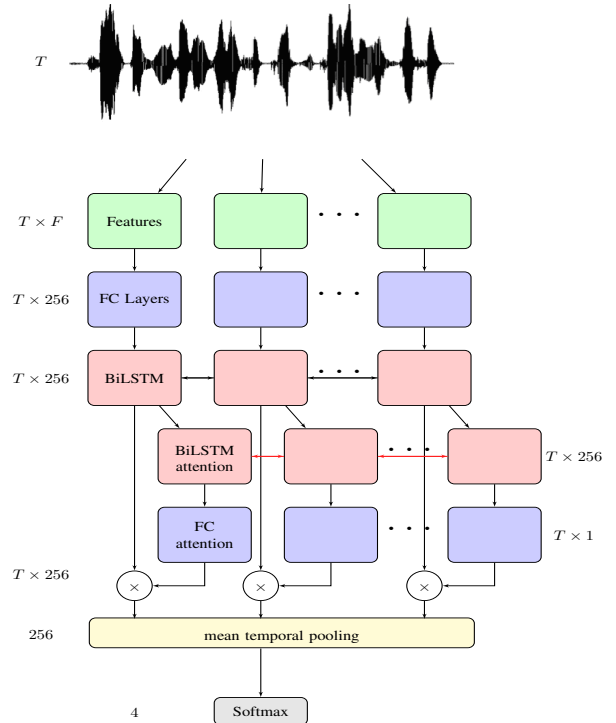 T
T × F
Features
. . .
T × 256
FC Layers
. . .
T × 256
BiLSTM
. . .
BiLSTM
attention
. . .
T × 256
FC
attention
. . .
T × 1
T × 256
×
×
×
256
mean temporal pooling
4
Softmax